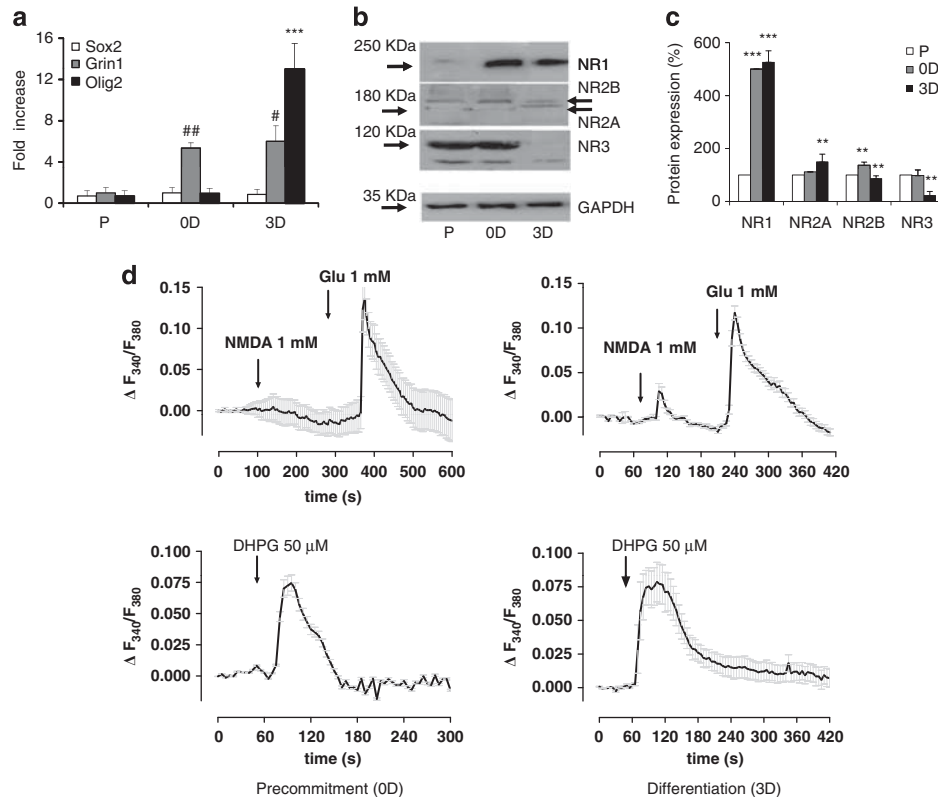 a
16
12
8
4
0
Fold increase
Sox2
Grin1
Olig2
##
#
***
P 0D 3D
b
250 KDa
180 KDa
120 KDa
35 KDa
NR1
NR2B
NR2A
NR3
GAPDH
P 0D 3D
c
600
400
200
100
0
Protein expression (%)
*** ***
**
** **
**
P
0D
3D
NR1 NR2A NR2B NR3
d
0.15
0.10
0.05
0.00
Δ F340/F380
NMDA 1 mM
Glu 1 mM
0 100 200 300 400 500 600
time (s)
0.15
0.10
0.05
0.00
Δ F340/F380
NMDA 1 mM
Glu 1 mM
0 60 120 180 240 300 360 420
time (s)
0.100
0.075
0.050
0.025
0.000
Δ F340/F380
DHPG 50 μM
0 60 120 180 240 300
time (s)
Precommitment (0D)
0.100
0.075
0.050
0.025
0.000
Δ F340/F380
DHPG 50 μM
0 60 120 180 240 300 360 420
time (s)
Differentiation (3D)